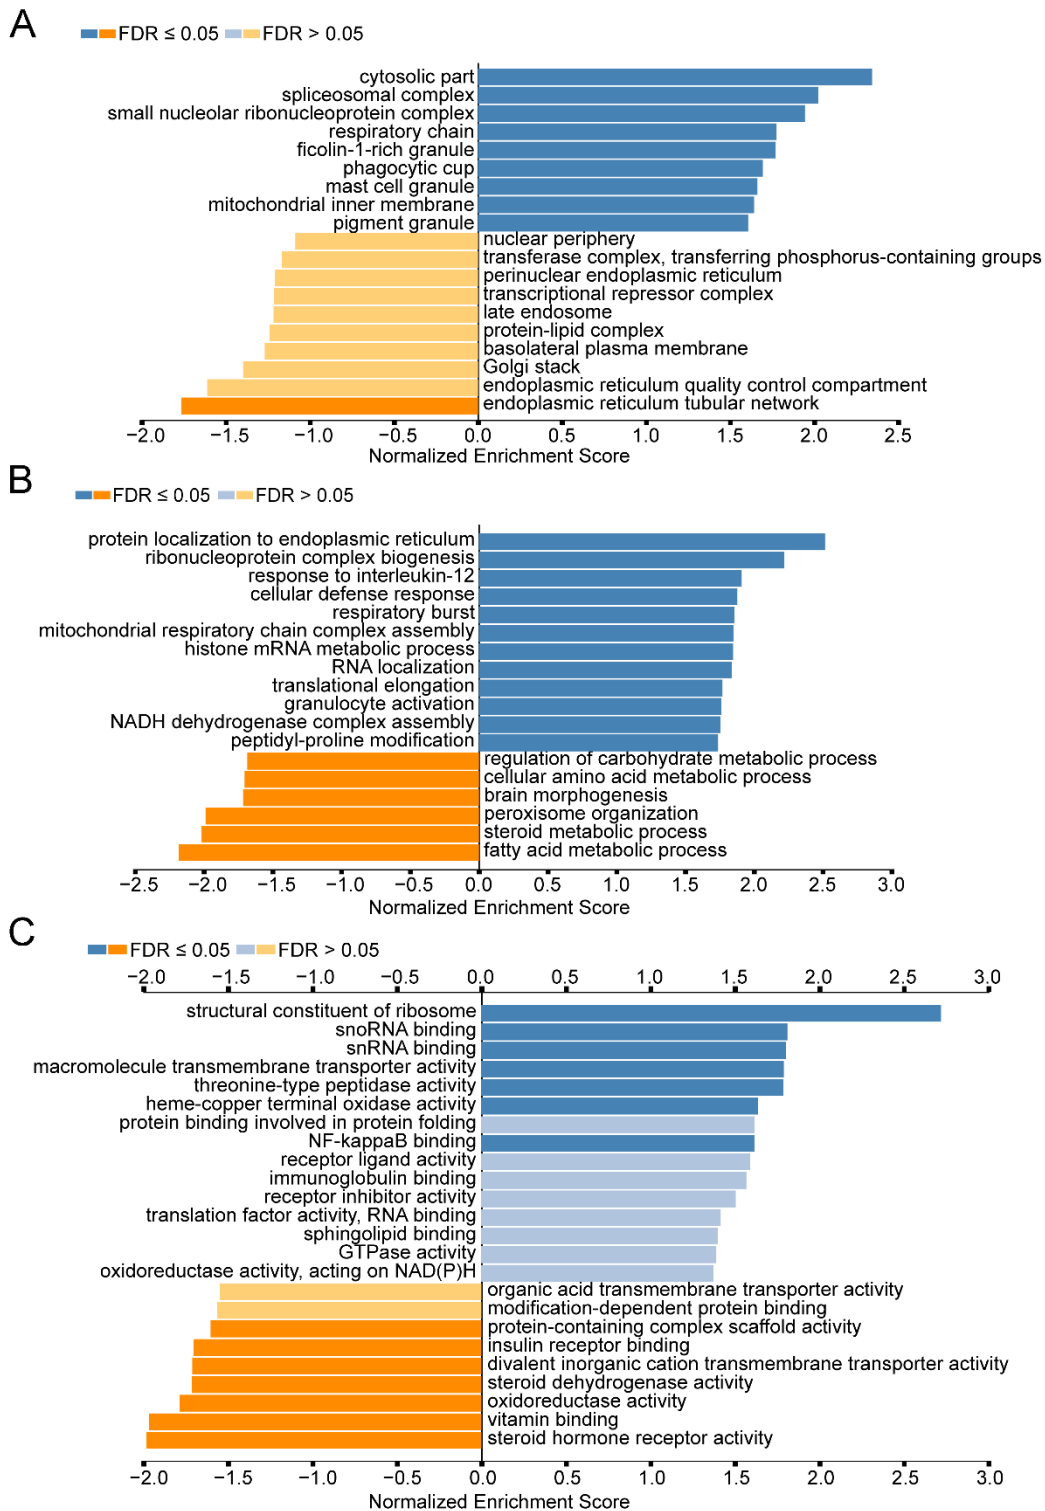 A
FDR ≤ 0.05 FDR > 0.05
cytosolic part
spliceosomal complex
small nucleolar ribonucleoprotein complex
respiratory chain
ficolin-1-rich granule
phagocytic cup
mast cell granule
mitochondrial inner membrane
pigment granule
nuclear periphery
transferase complex, transferring phosphorus-containing groups
perinuclear endoplasmic reticulum
transcriptional repressor complex
late endosome
protein-lipid complex
basolateral plasma membrane
Golgi stack
endoplasmic reticulum quality control compartment
endoplasmic reticulum tubular network
−2.0 −1.5 −1.0 −0.5 0.0 0.5 1.0 1.5 2.0 2.5
Normalized Enrichment Score
B
FDR ≤ 0.05 FDR > 0.05
protein localization to endoplasmic reticulum
ribonucleoprotein complex biogenesis
response to interleukin-12
cellular defense response
respiratory burst
mitochondrial respiratory chain complex assembly
histone mRNA metabolic process
RNA localization
translational elongation
granulocyte activation
NADH dehydrogenase complex assembly
peptidyl-proline modification
regulation of carbohydrate metabolic process
cellular amino acid metabolic process
brain morphogenesis
peroxisome organization
steroid metabolic process
fatty acid metabolic process
−2.5 −2.0 −1.5 −1.0 −0.5 0.0 0.5 1.0 1.5 2.0 2.5 3.0
Normalized Enrichment Score
C
FDR ≤ 0.05 FDR > 0.05
−2.0 −1.5 −1.0 −0.5 0.0 0.5 1.0 1.5 2.0 2.5 3.0
structural constituent of ribosome
snoRNA binding
snRNA binding
macromolecule transmembrane transporter activity
threonine-type peptidase activity
heme-copper terminal oxidase activity
protein binding involved in protein folding
NF-kappaB binding
receptor ligand activity
immunoglobulin binding
receptor inhibitor activity
translation factor activity, RNA binding
sphingolipid binding
GTPase activity
oxidoreductase activity, acting on NAD(P)H
organic acid transmembrane transporter activity
modification-dependent protein binding
protein-containing complex scaffold activity
insulin receptor binding
divalent inorganic cation transmembrane transporter activity
steroid dehydrogenase activity
oxidoreductase activity
vitamin binding
steroid hormone receptor activity
−2.0 −1.5 −1.0 −0.5 0.0 0.5 1.0 1.5 2.0 2.5 3.0
Normalized Enrichment Score